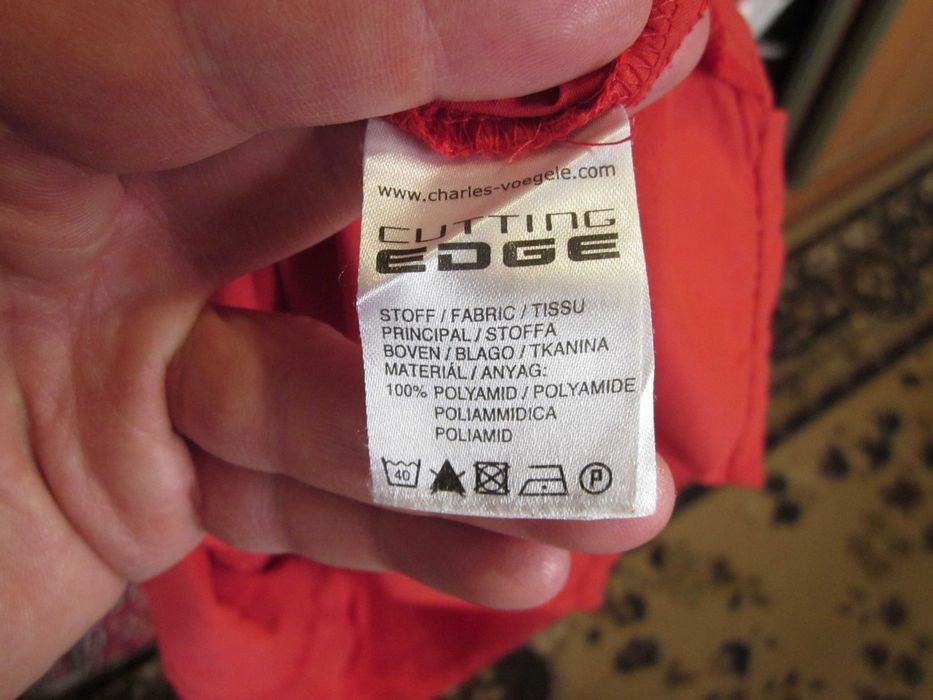 www.charles-voegele.com
CUTTING
EDGE
STOFF / FABRIC / TISSU
PRINCIPAL / STOFFA
BOVEN / BLAGO / TKANINA
MATERIÁL / ANYAG:
100% POLYAMID / POLYAMIDE
POLIAMMIDICA
POLIAMID
40 P